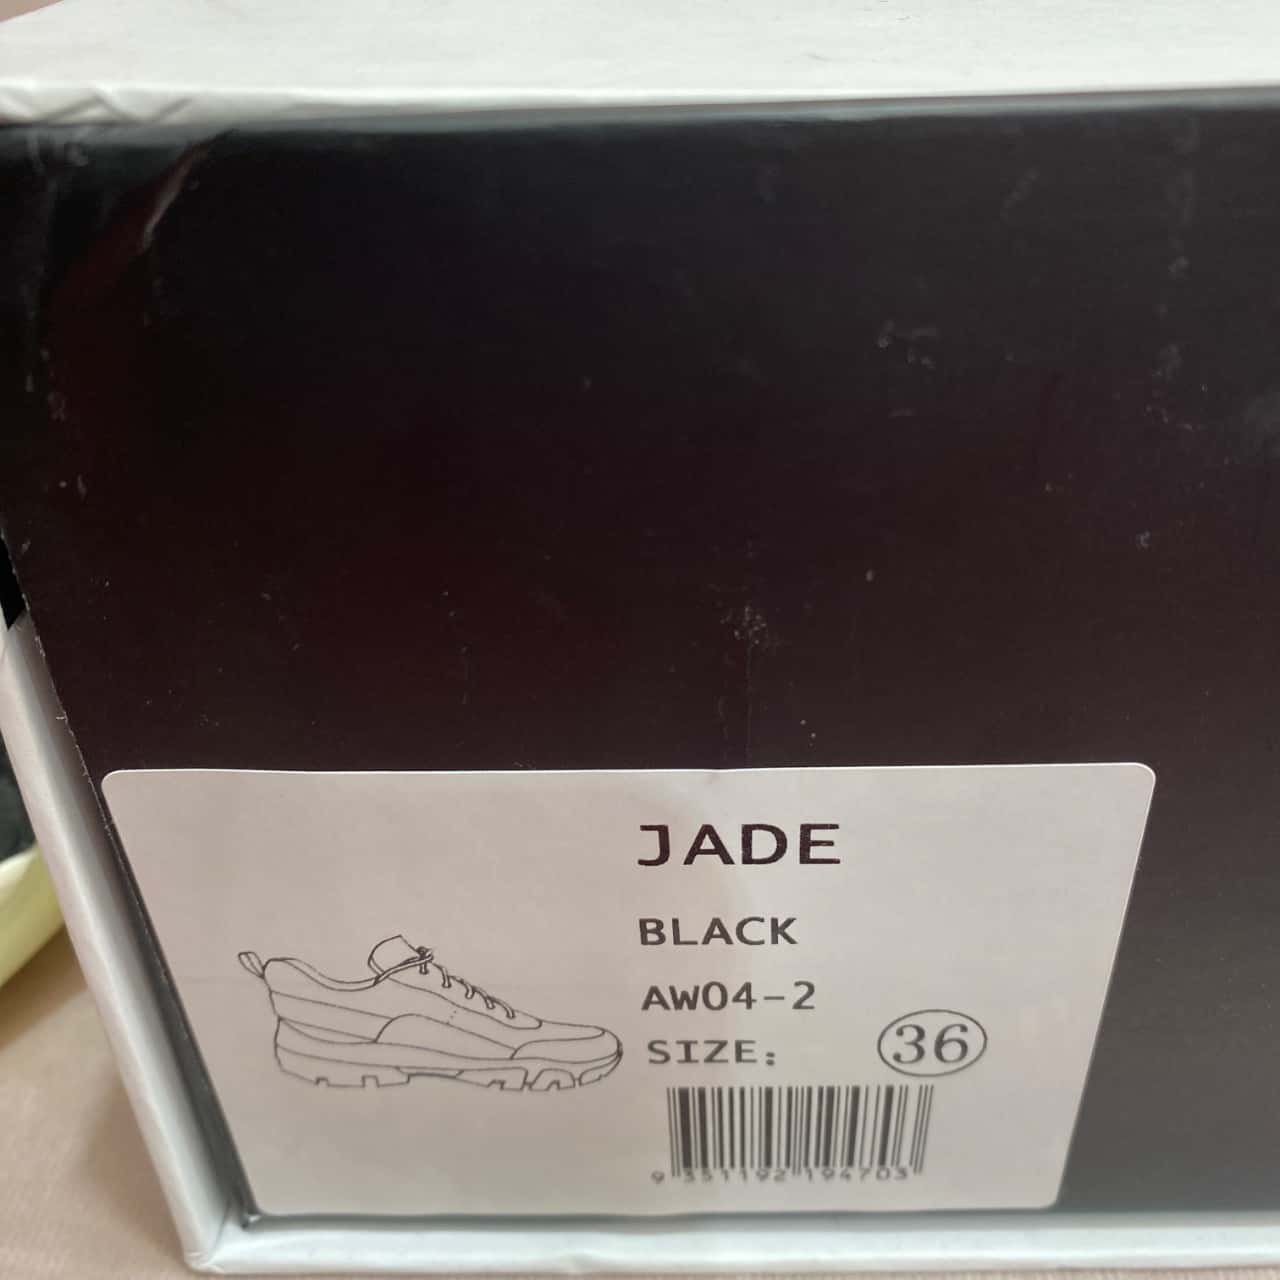 JADE
BLACK
AW04-2
SIZE: 36
9 351192 194703